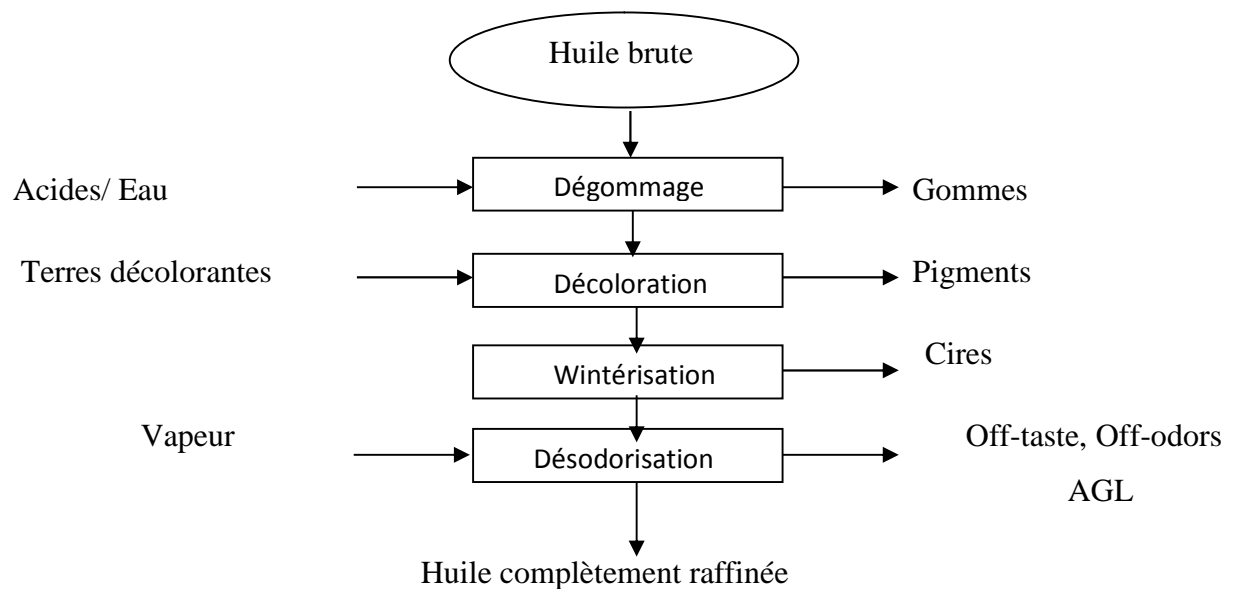 Huile brute
Acides/ Eau
Dégommage
Gommes
Terres décolorantes
Décoloration
Pigments
Wintérisation
Cires
Vapeur
Désodorisation
Off-taste, Off-odors
AGL
Huile complètement raffinée